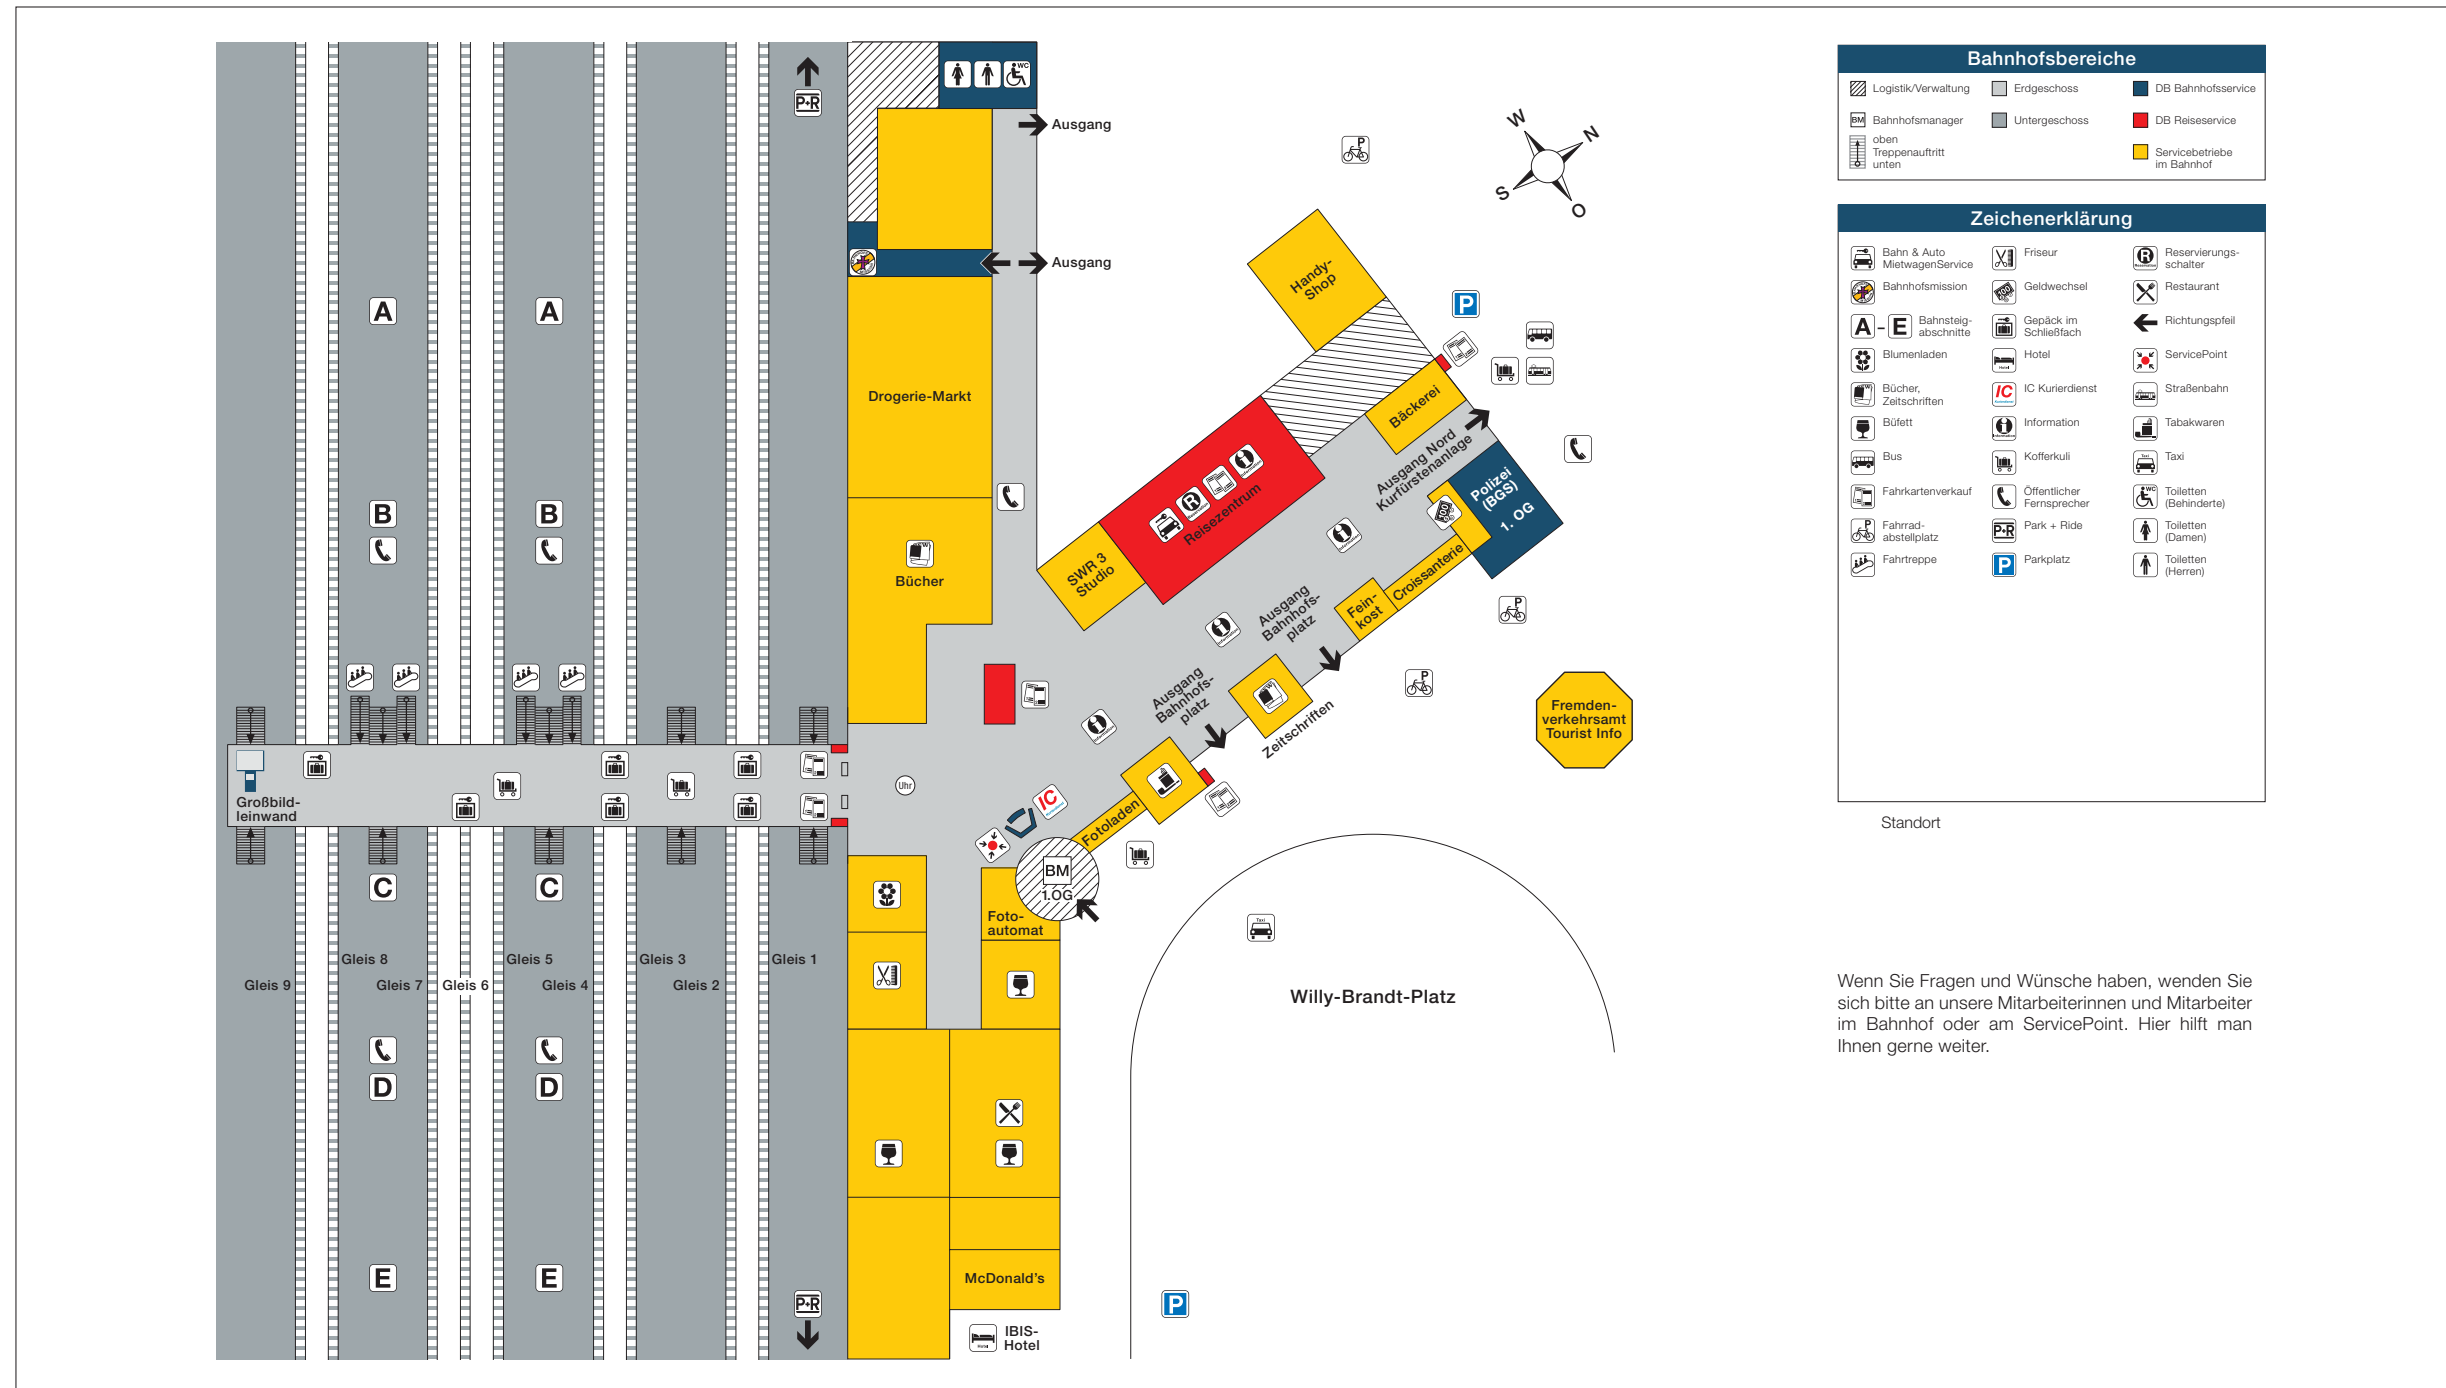 P+R
WC
Ausgang
Ausgang
A
A
Drogerie-Markt
B
B
Bücher
Handy-
Shop
P
P
W
N
S
O
Bäckerei
Ausgang Nord
Kurfürstenanlage
Polizei
(BGS)
1. OG
Reisezentrum
SWR 3
Studio
Croissanterie
Fein-
kost
Ausgang
Bahnhofs-
platz
Ausgang
Bahnhofs-
platz
Zeitschriften
P
P
Fremden-
verkehrsamt
Tourist Info
Großbild-
leinwand
Uhr
IC
Fotoladen
BM
1.OG
C
C
Foto-
automat
Taxi
Gleis 8
Gleis 5
Gleis 3
Gleis 1
Gleis 9
Gleis 7
Gleis 6
Gleis 4
Gleis 2
Willy-Brandt-Platz
D
D
E
E
McDonald's
P+R
P
IBIS-
Hotel
Hotel
Bahnhofsbereiche
Logistik/Verwaltung
Erdgeschoss
DB Bahnhofsservice
BM
Bahnhofsmanager
Untergeschoss
DB Reiseservice
oben
Treppenauftritt
unten
Servicebetriebe
im Bahnhof
Zeichenerklärung
Bahn & Auto
MietwagenService
Friseur
Reservierungs-
schalter
Bahnhofsmission
Geldwechsel
Restaurant
A - E
Bahnsteig-
abschnitte
Gepäck im
Schließfach
Richtungspfeil
Blumenladen
Hotel
ServicePoint
Bücher,
Zeitschriften
IC
IC Kurierdienst
Straßenbahn
Büfett
Information
Tabakwaren
Bus
Kofferkuli
Taxi
Fahrkartenverkauf
Öffentlicher
Fernsprecher
WC
Toiletten
(Behinderte)
P
Fahrrad-
abstellplatz
P+R
Park + Ride
Toiletten
(Damen)
Fahrtreppe
P
Parkplatz
Toiletten
(Herren)
Standort
Wenn Sie Fragen und Wünsche haben, wenden Sie
sich bitte an unsere Mitarbeiterinnen und Mitarbeiter
im Bahnhof oder am ServicePoint. Hier hilft man
Ihnen gerne weiter.